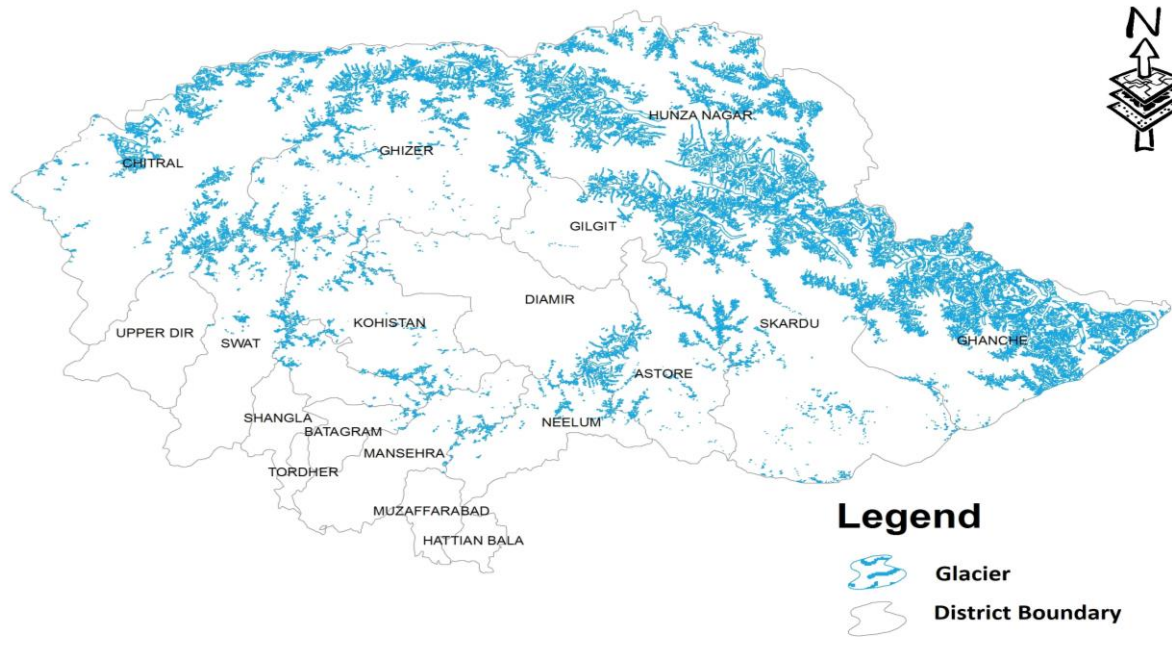 N
HUNZA NAGAR
GHIZER
CHITRAL
GILGIT
DIAMIR
KOHISTAN
SKARDU
UPPER DIR
SWAT
GHANCHE
ASTORE
SHANGLA
NEELUM
BATAGRAM
MANSEHRA
TORDHER
MUZAFFARABAD
HATTIAN BALA
Legend
Glacier
District Boundary